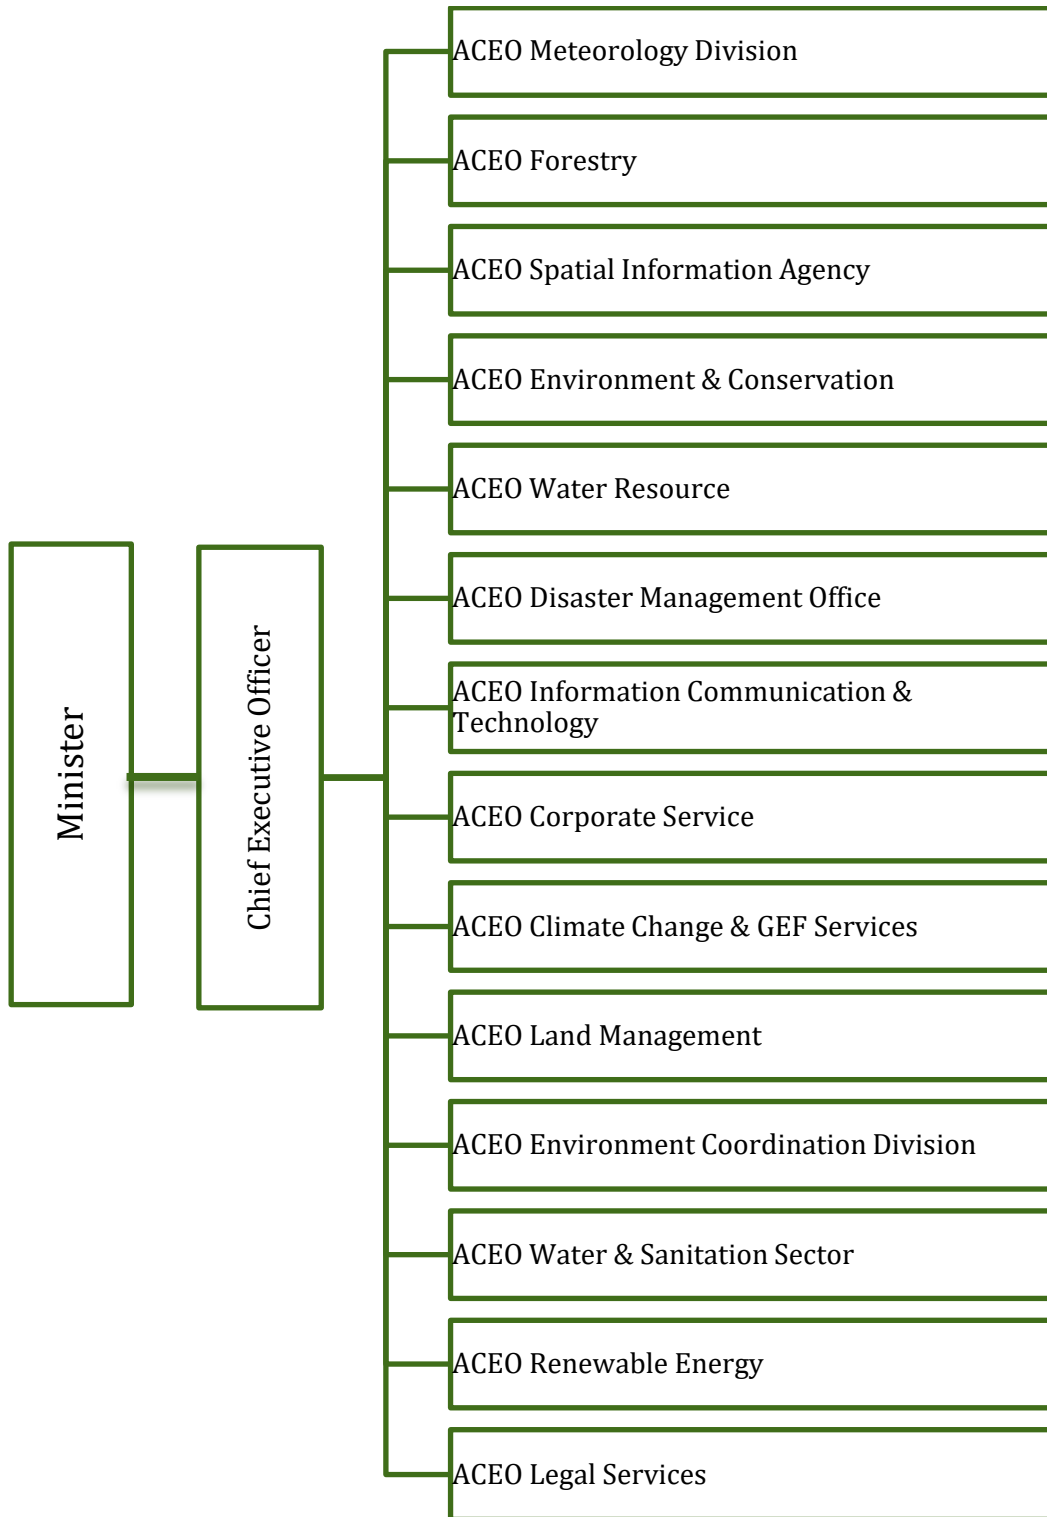 Minister
Chief Executive Officer
ACEO Meteorology Division
ACEO Forestry
ACEO Spatial Information Agency
ACEO Environment & Conservation
ACEO Water Resource
ACEO Disaster Management Office
ACEO Information Communication &
Technology
ACEO Corporate Service
ACEO Climate Change & GEF Services
ACEO Land Management
ACEO Environment Coordination Division
ACEO Water & Sanitation Sector
ACEO Renewable Energy
ACEO Legal Services